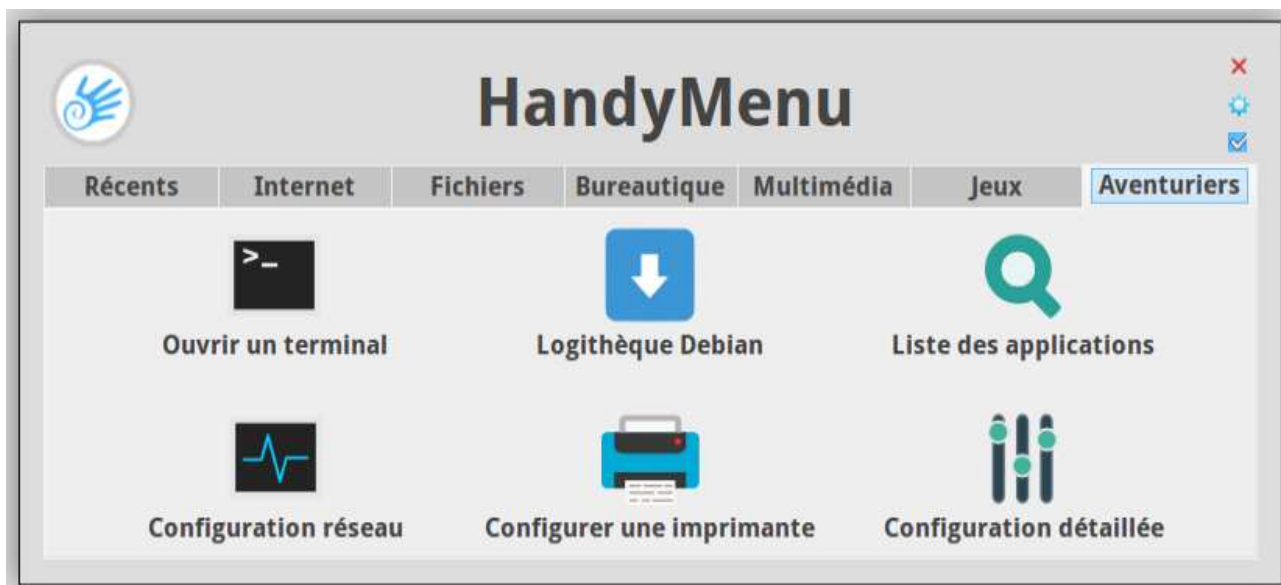 HandyMenu
Récents Internet Fichiers Bureautique Multimédia Jeux Aventuriers
>_
Ouvrir un terminal Logithèque Debian Liste des applications
Configuration réseau Configurer une imprimante Configuration détaillée